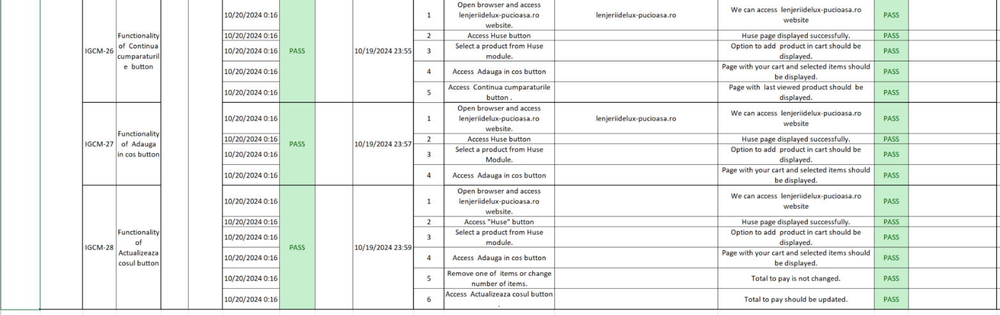 10/20/2024 0:16 1 Open browser and access lenjeriidelux-pucioasa.ro website. lenjeriidelux-pucioasa.ro We can access lenjeriidelux-pucioasa.ro website PASS
10/20/2024 0:16 2 Access Huse button Huse page displayed successfully. PASS
IGCM-26 Functionality of Continua cumparaturil e button 10/20/2024 0:16 PASS 10/19/2024 23:55 3 Select a product from Huse module. Option to add product in cart should be displayed. PASS
10/20/2024 0:16 4 Access Adauga in cos button Page with your cart and selected items should be displayed. PASS
10/20/2024 0:16 5 Access Continua cumparaturile button . Page with last viewed product should be displayed. PASS
10/20/2024 0:16 1 Open browser and access lenjeriidelux-pucioasa.ro website. lenjeriidelux-pucioasa.ro We can access lenjeriidelux-pucioasa.ro website PASS
IGCM-27 Functionality of Adauga in cos button 10/20/2024 0:16 PASS 10/19/2024 23:57 2 Access Huse button Huse page displayed successfully. PASS
10/20/2024 0:16 3 Select a product from Huse Module. Option to add product in cart should be displayed. PASS
10/20/2024 0:16 4 Access Adauga in cos button Page with your cart and selected items should be displayed. PASS
10/20/2024 0:16 1 Open browser and access lenjeriidelux-pucioasa.ro website. We can access lenjeriidelux-pucioasa.ro website PASS
10/20/2024 0:16 2 Access "Huse" button Huse page displayed successfully. PASS
IGCM-28 Functionality of Actualizeaza cosul button 10/20/2024 0:16 PASS 10/19/2024 23:59 3 Select a product from Huse module. Option to add product in cart should be displayed. PASS
10/20/2024 0:16 4 Access Adauga in cos button Page with your cart and selected items should be displayed. PASS
10/20/2024 0:16 5 Remove one of items or change number of items. Total to pay is not changed. PASS
10/20/2024 0:16 6 Access Actualizeaza cosul button . Total to pay should be updated. PASS